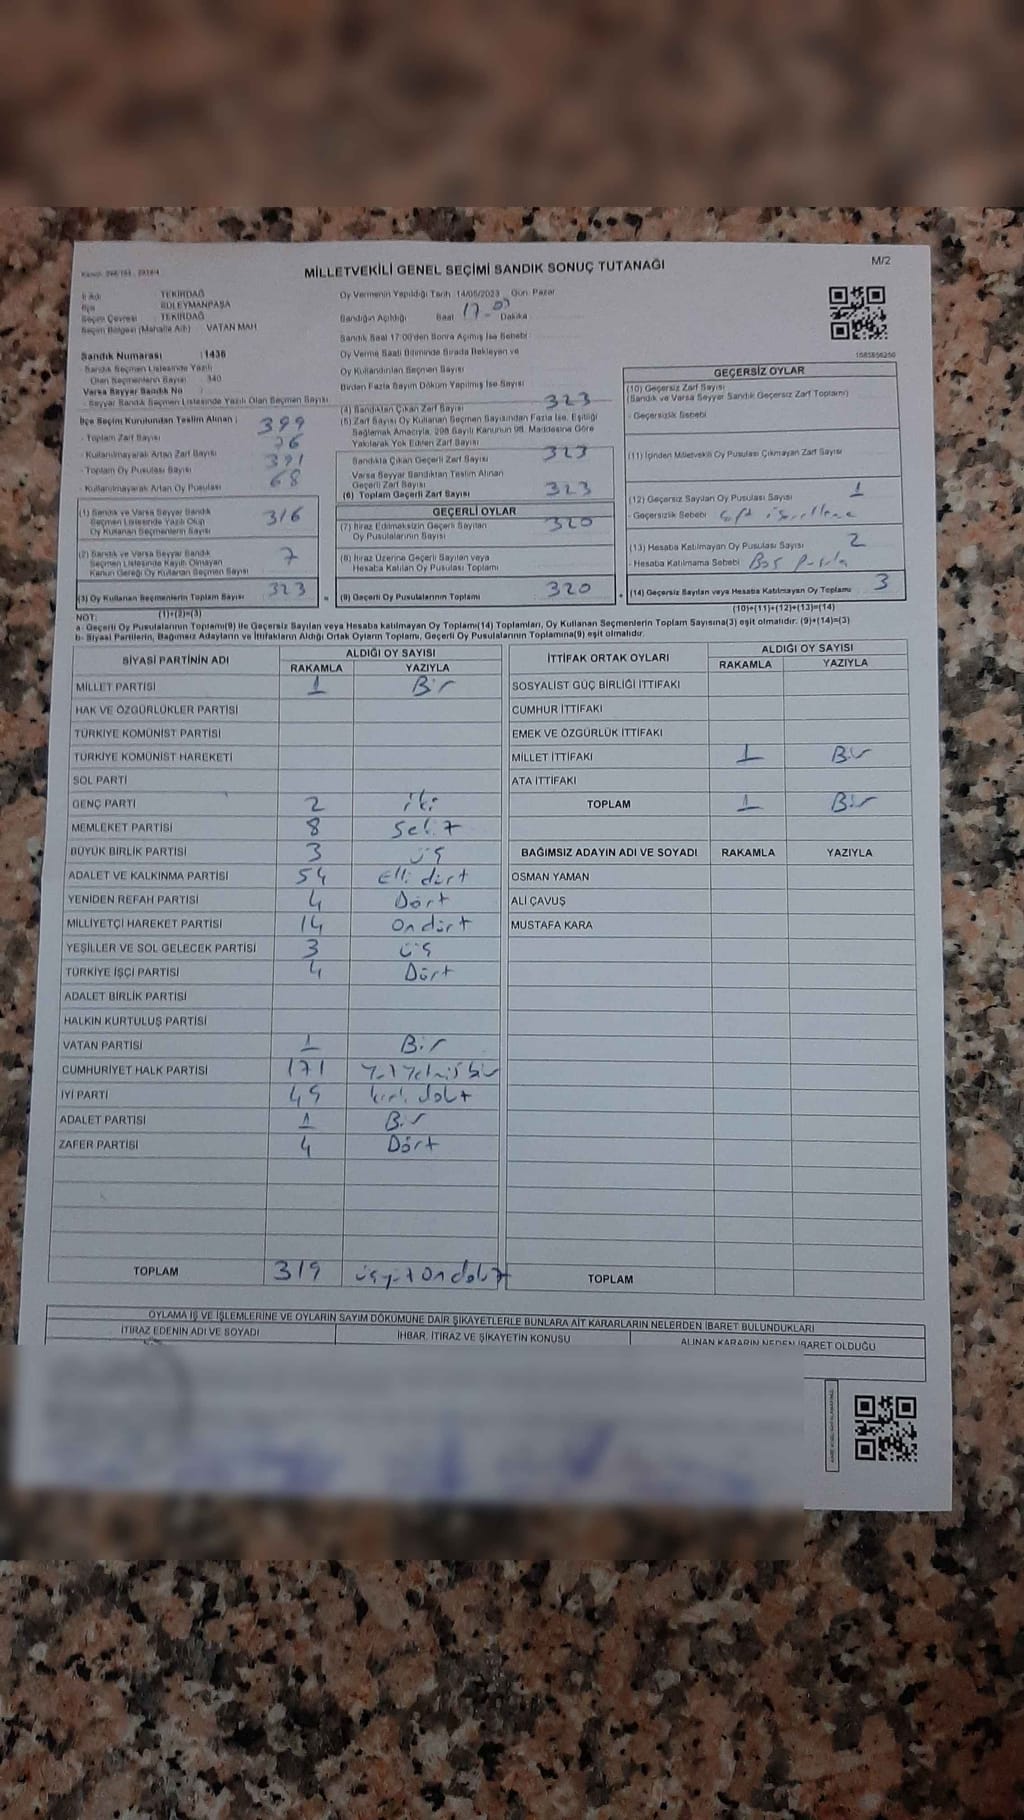 MİLLETVEKİLİ GENEL SEÇİMİ SANDIK SONUÇ TUTANAĞI
M/2
İl Adı : TEKİRDAĞ
İlçe : SÜLEYMANPAŞA
Seçim Çevresi : TEKİRDAĞ
Seçim Bölgesi (Mahalle Adı) : VATAN MAH
Sandık Numarası : 1436
Sandık Seçmen Listesinde Yazılı
Olan Seçmenlerin Sayısı : 340
Varsa Seyyar Sandık No :
- Seyyar Sandık Seçmen Listesinde Yazılı Olan Seçmen Sayısı
Oy Vermenin Yapıldığı Tarih :14/05/2023 Gün: Pazar
Sandığın Açıldığı Saat 17-03 Dakika
Sandık Saat 17:00'den Sonra Açılmış İse Sebebi
Oy Verme Saati Bitiminde Sırada Bekleyen ve
Oy Kullandırılan Seçmen Sayısı
Birden Fazla Sayım Döküm Yapılmış İse Sayısı
1085856250
İlçe Seçim Kurulundan Teslim Alınan :
- Toplam Zarf Sayısı 399
- Kullanılmayarak Artan Zarf Sayısı 76
- Toplam Oy Pusulası Sayısı 391
- Kullanılmayarak Artan Oy Pusulası 68
(1) Sandık ve Varsa Seyyar Sandık
Seçmen Listesinde Yazılı Olup
Oy Kullanan Seçmenlerin Sayısı 316
(2) Sandık ve Varsa Seyyar Sandık
Seçmen Listesinde Kayıtlı Olmayan
Kanun Gereği Oy Kullanan Seçmen Sayısı 7
(3) Oy Kullanan Seçmenlerin Toplam Sayısı 323
(1)+(2)=(3)
(4) Sandıktan Çıkan Zarf Sayısı 323
(5) Zarf Sayısı Oy Kullanan Seçmen Sayısından Fazla İse, Eşitliği
Sağlamak Amacıyla, 298 Sayılı Kanunun 98. Maddesine Göre
Yakılarak Yok Edilen Zarf Sayısı
Sandıkta Çıkan Geçerli Zarf Sayısı 323
Varsa Seyyar Sandıktan Teslim Alınan
Geçerli Zarf Sayısı
(6) Toplam Geçerli Zarf Sayısı 323
GEÇERLİ OYLAR
(7) İtiraz Edilmeksizin Geçerli Sayılan
Oy Pusulalarının Sayısı 320
(8) İtiraz Üzerine Geçerli Sayılan veya
Hesaba Katılan Oy Pusulası Toplamı
= (9) Geçerli Oy Pusulalarının Toplamı 320 +
GEÇERSİZ OYLAR
(10) Geçersiz Zarf Sayısı
(Sandık ve Varsa Seyyar Sandık Geçersiz Zarf Toplamı)
- Geçersizlik Sebebi
(11) İçinden Milletvekili Oy Pusulası Çıkmayan Zarf Sayısı
(12) Geçersiz Sayılan Oy Pusulası Sayısı 1
- Geçersizlik Sebebi
(13) Hesaba Katılmayan Oy Pusulası Sayısı 2
- Hesaba Katılmama Sebebi Boş Pusula
(14) Geçersiz Sayılan veya Hesaba Katılmayan Oy Toplamı 3
(10)+(11)+(12)+(13)=(14)
NOT:
a- Geçerli Oy Pusulalarının Toplamı(9) ile Geçersiz Sayılan veya Hesaba katılmayan Oy Toplamı(14) Toplamları, Oy Kullanan Seçmenlerin Toplam Sayısına(3) eşit olmalıdır. (9)+(14)=(3)
b- Siyasi Partilerin, Bağımsız Adayların ve İttifakların Aldığı Ortak Oyların Toplamı, Geçerli Oy Pusulalarının Toplamına(9) eşit olmalıdır.
SİYASİ PARTİNİN ADI ALDIĞI OY SAYISI
RAKAMLA YAZIYLA
MİLLET PARTİSİ 1 Bir
HAK VE ÖZGÜRLÜKLER PARTİSİ
TÜRKİYE KOMÜNİST PARTİSİ
TÜRKİYE KOMÜNİST HAREKETİ
SOL PARTİ
GENÇ PARTİ 2 iki
MEMLEKET PARTİSİ 8 Sekiz
BÜYÜK BİRLİK PARTİSİ 3 üç
ADALET VE KALKINMA PARTİSİ 54 Elli dört
YENİDEN REFAH PARTİSİ 4 Dört
MİLLİYETÇİ HAREKET PARTİSİ 14 On dört
YEŞİLLER VE SOL GELECEK PARTİSİ 3 üç
TÜRKİYE İŞÇİ PARTİSİ 4 Dört
ADALET BİRLİK PARTİSİ
HALKIN KURTULUŞ PARTİSİ
VATAN PARTİSİ 1 Bir
CUMHURİYET HALK PARTİSİ 171 Yüz Yetmiş bir
İYİ PARTİ 49 kırk dokuz
ADALET PARTİSİ 1 Bir
ZAFER PARTİSİ 4 Dört
TOPLAM 319 üçyüz On dokuz
İTTİFAK ORTAK OYLARI ALDIĞI OY SAYISI
RAKAMLA YAZIYLA
SOSYALİST GÜÇ BİRLİĞİ İTTİFAKI
CUMHUR İTTİFAKI
EMEK VE ÖZGÜRLÜK İTTİFAKI
MİLLET İTTİFAKI 1 Bir
ATA İTTİFAKI
TOPLAM 1 Bir
BAĞIMSIZ ADAYIN ADI VE SOYADI RAKAMLA YAZIYLA
OSMAN YAMAN
ALİ ÇAVUŞ
MUSTAFA KARA
TOPLAM
OYLAMA İŞ VE İŞLEMLERİNE VE OYLARIN SAYIM DÖKÜMÜNE DAİR ŞİKAYETLERLE BUNLARA AİT KARARLARIN NELERDEN İBARET BULUNDUKLARI
İTİRAZ EDENİN ADI VE SOYADI İHBAR, İTİRAZ VE ŞİKAYETİN KONUSU ALINAN KARARIN NEDEN İBARET OLDUĞU